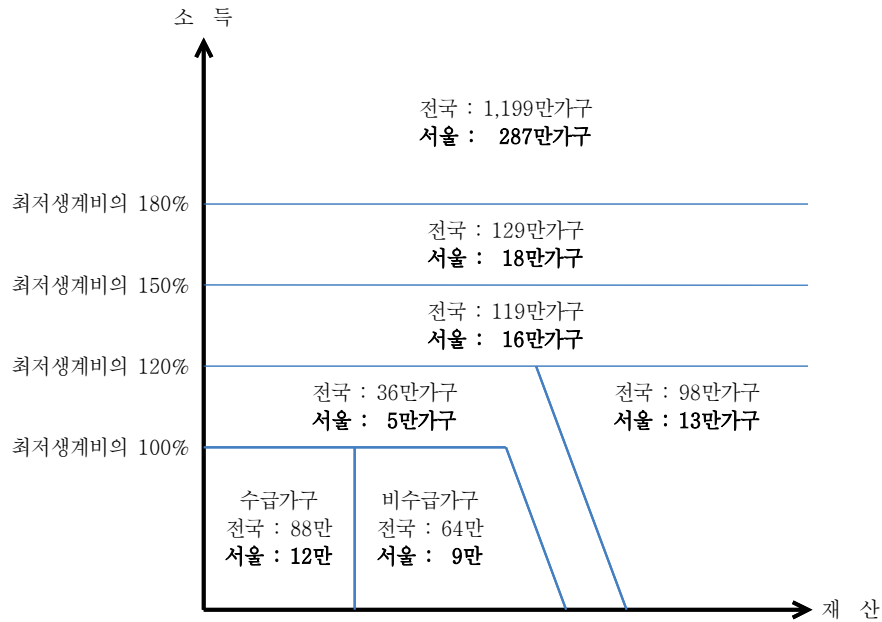 소 득
전국 : 1,199만가구
서울 : 287만가구
최저생계비의 180%
전국 : 129만가구
서울 : 18만가구
최저생계비의 150%
전국 : 119만가구
서울 : 16만가구
최저생계비의 120%
전국 : 36만가구
서울 : 5만가구
전국 : 98만가구
서울 : 13만가구
최저생계비의 100%
수급가구
전국 : 88만
서울 : 12만
비수급가구
전국 : 64만
서울 : 9만
재 산